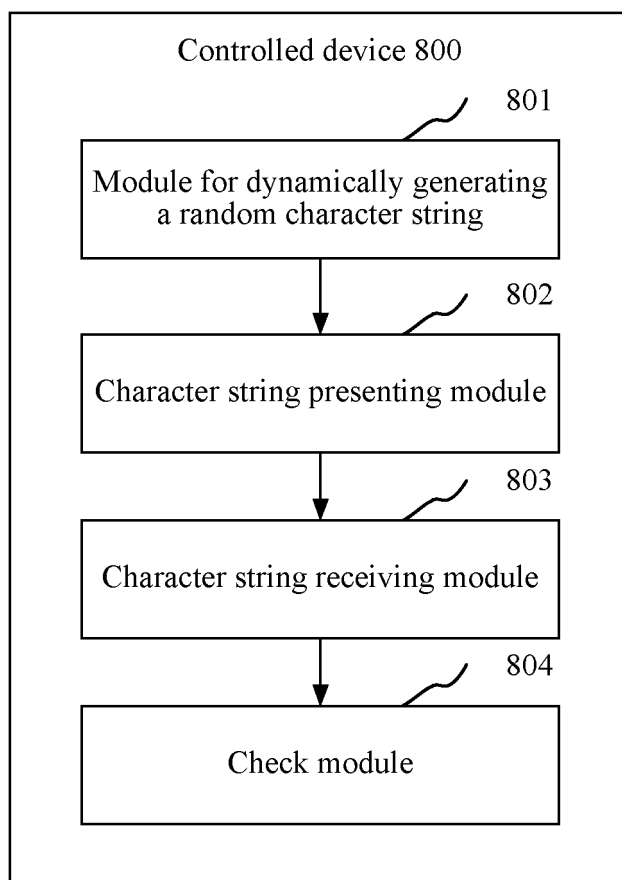 Controlled device 800
801
Module for dynamically generating
a random character string
802
Character string presenting module
803
Character string receiving module
804
Check module